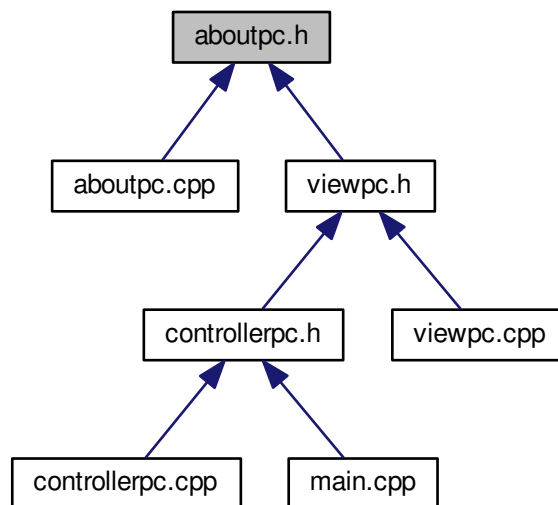 aboutpc.h
aboutpc.cpp
viewpc.h
controllerpc.h
viewpc.cpp
controllerpc.cpp
main.cpp